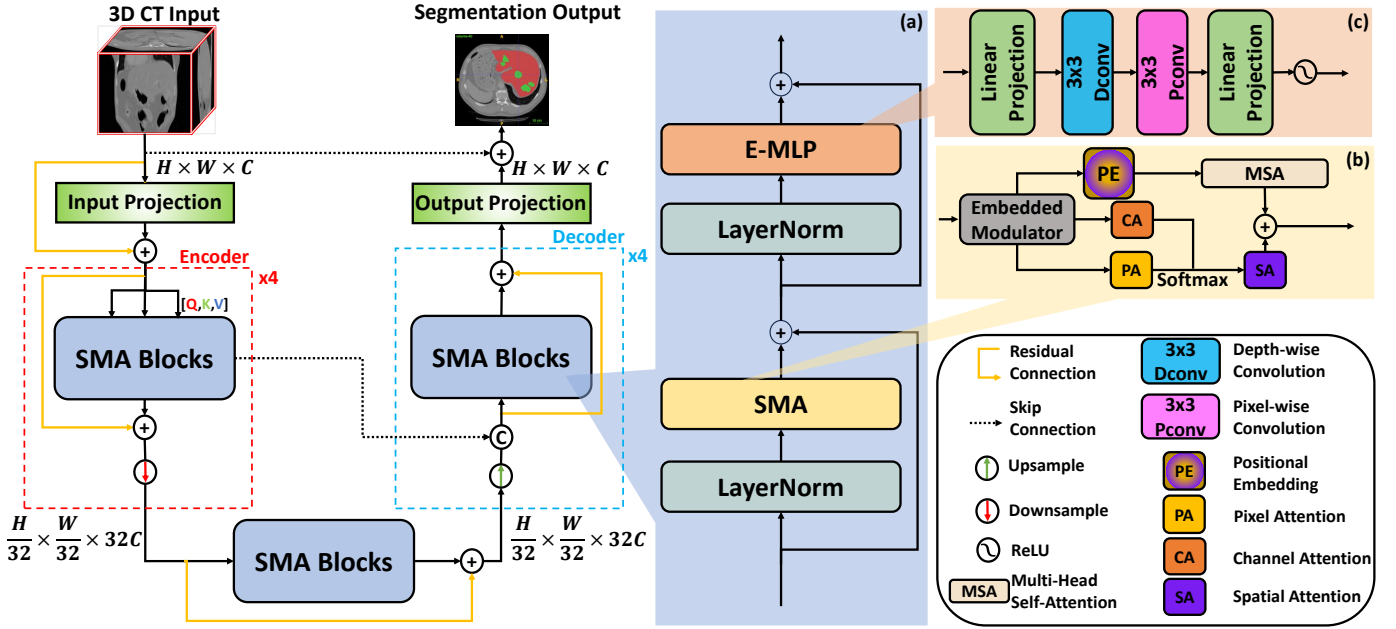 3D CT Input
Segmentation Output
H × W × C
H × W × C
Input Projection
Output Projection
Encoder
x4
Decoder
x4
[Q,K,V]
SMA Blocks
SMA Blocks
C
H/32 × W/32 × 32C
H/32 × W/32 × 32C
SMA Blocks
(a)
E-MLP
LayerNorm
SMA
LayerNorm
(c)
Linear
Projection
3x3
Dconv
3x3
Pconv
Linear
Projection
(b)
PE
MSA
Embedded
Modulator
CA
PA
Softmax
SA
Residual
Connection
3x3
Dconv
Depth-wise
Convolution
Skip
Connection
3x3
Pconv
Pixel-wise
Convolution
Upsample
PE
Positional
Embedding
Downsample
PA
Pixel Attention
ReLU
CA
Channel Attention
MSA
Multi-Head
Self-Attention
SA
Spatial Attention